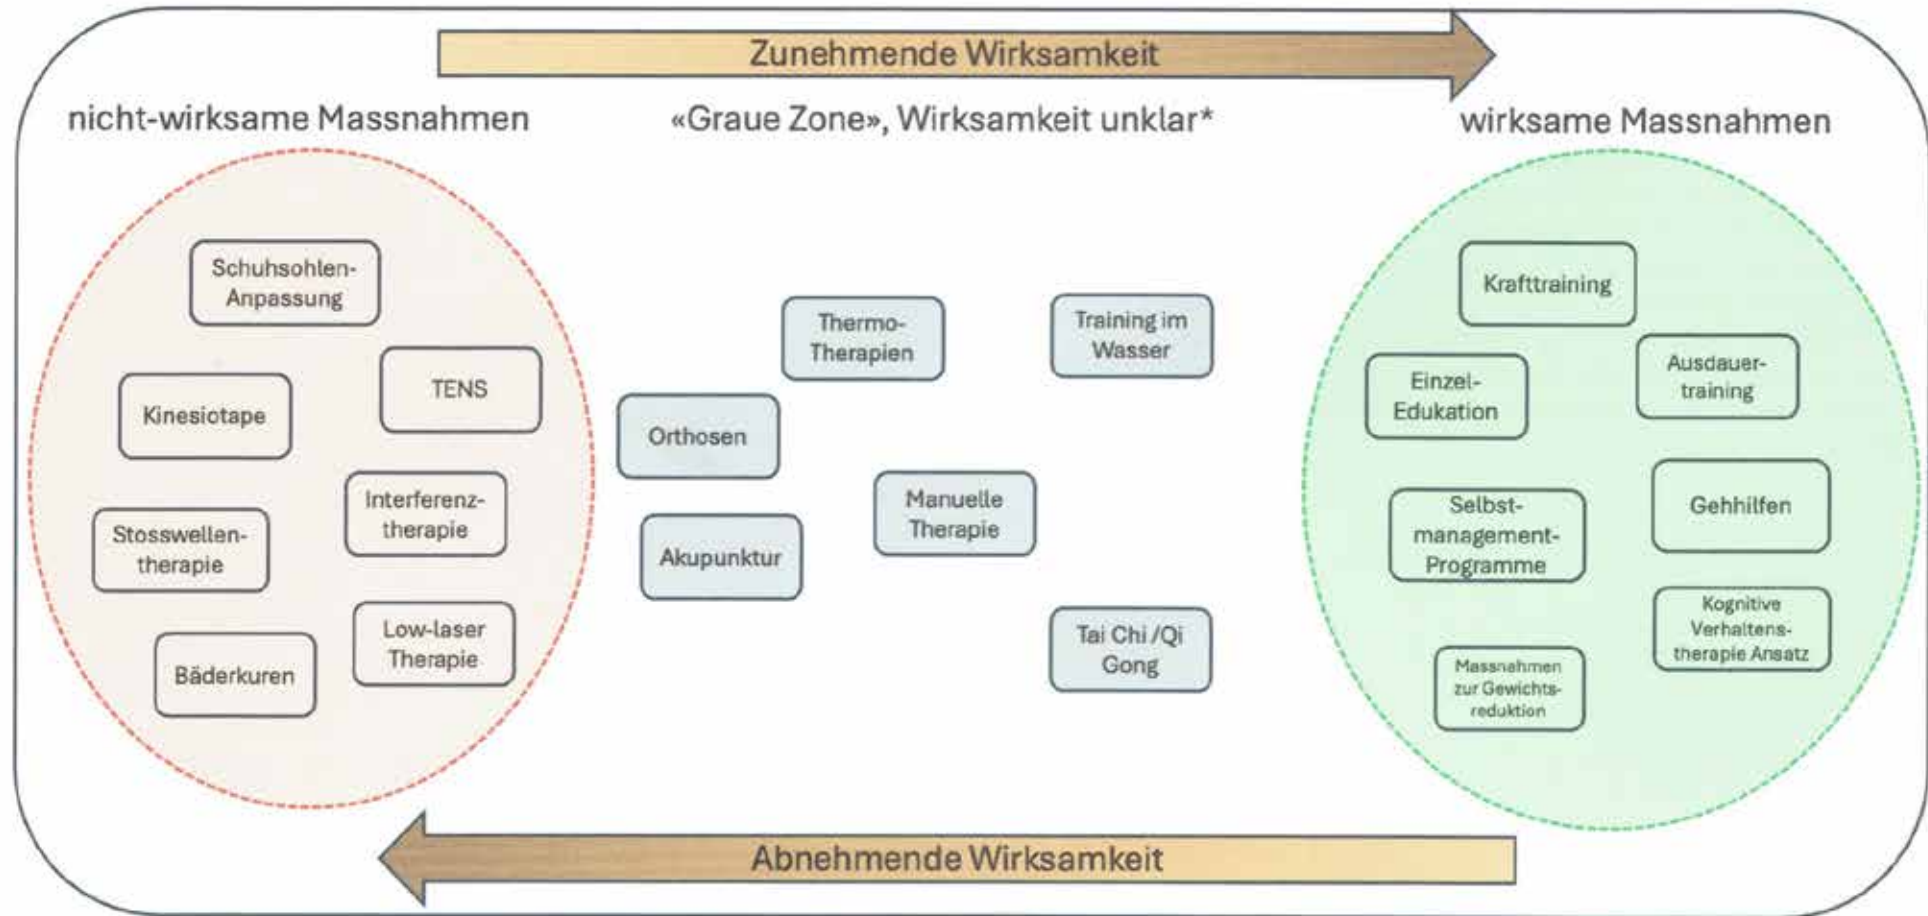 Zunehmende Wirksamkeit
nicht-wirksame Massnahmen
«Graue Zone», Wirksamkeit unklar*
wirksame Massnahmen
Schuhsohlen-
Anpassung
TENS
Kinesiotape
Interferenz-
therapie
Stosswellen-
therapie
Low-laser
Therapie
Bäderkuren
Thermo-
Therapien
Training im
Wasser
Orthosen
Manuelle
Therapie
Akupunktur
Tai Chi /Qi
Gong
Krafttraining
Ausdauer-
training
Einzel-
Edukation
Gehhilfen
Selbst-
management-
Programme
Kognitive
Verhaltens-
therapie Ansatz
Massnahmen
zur Gewichts-
reduktion
Abnehmende Wirksamkeit